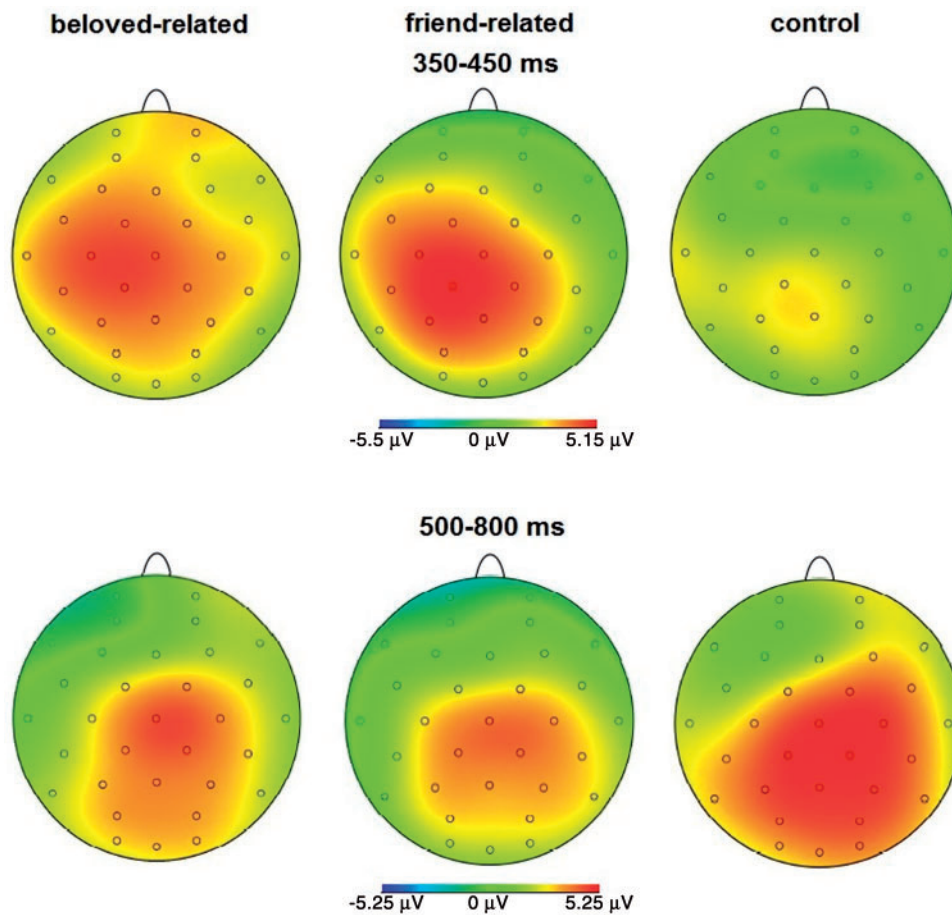 beloved-related friend-related control
350-450 ms
-5.5 µV 0 µV 5.15 µV
500-800 ms
-5.25 µV 0 µV 5.25 µV